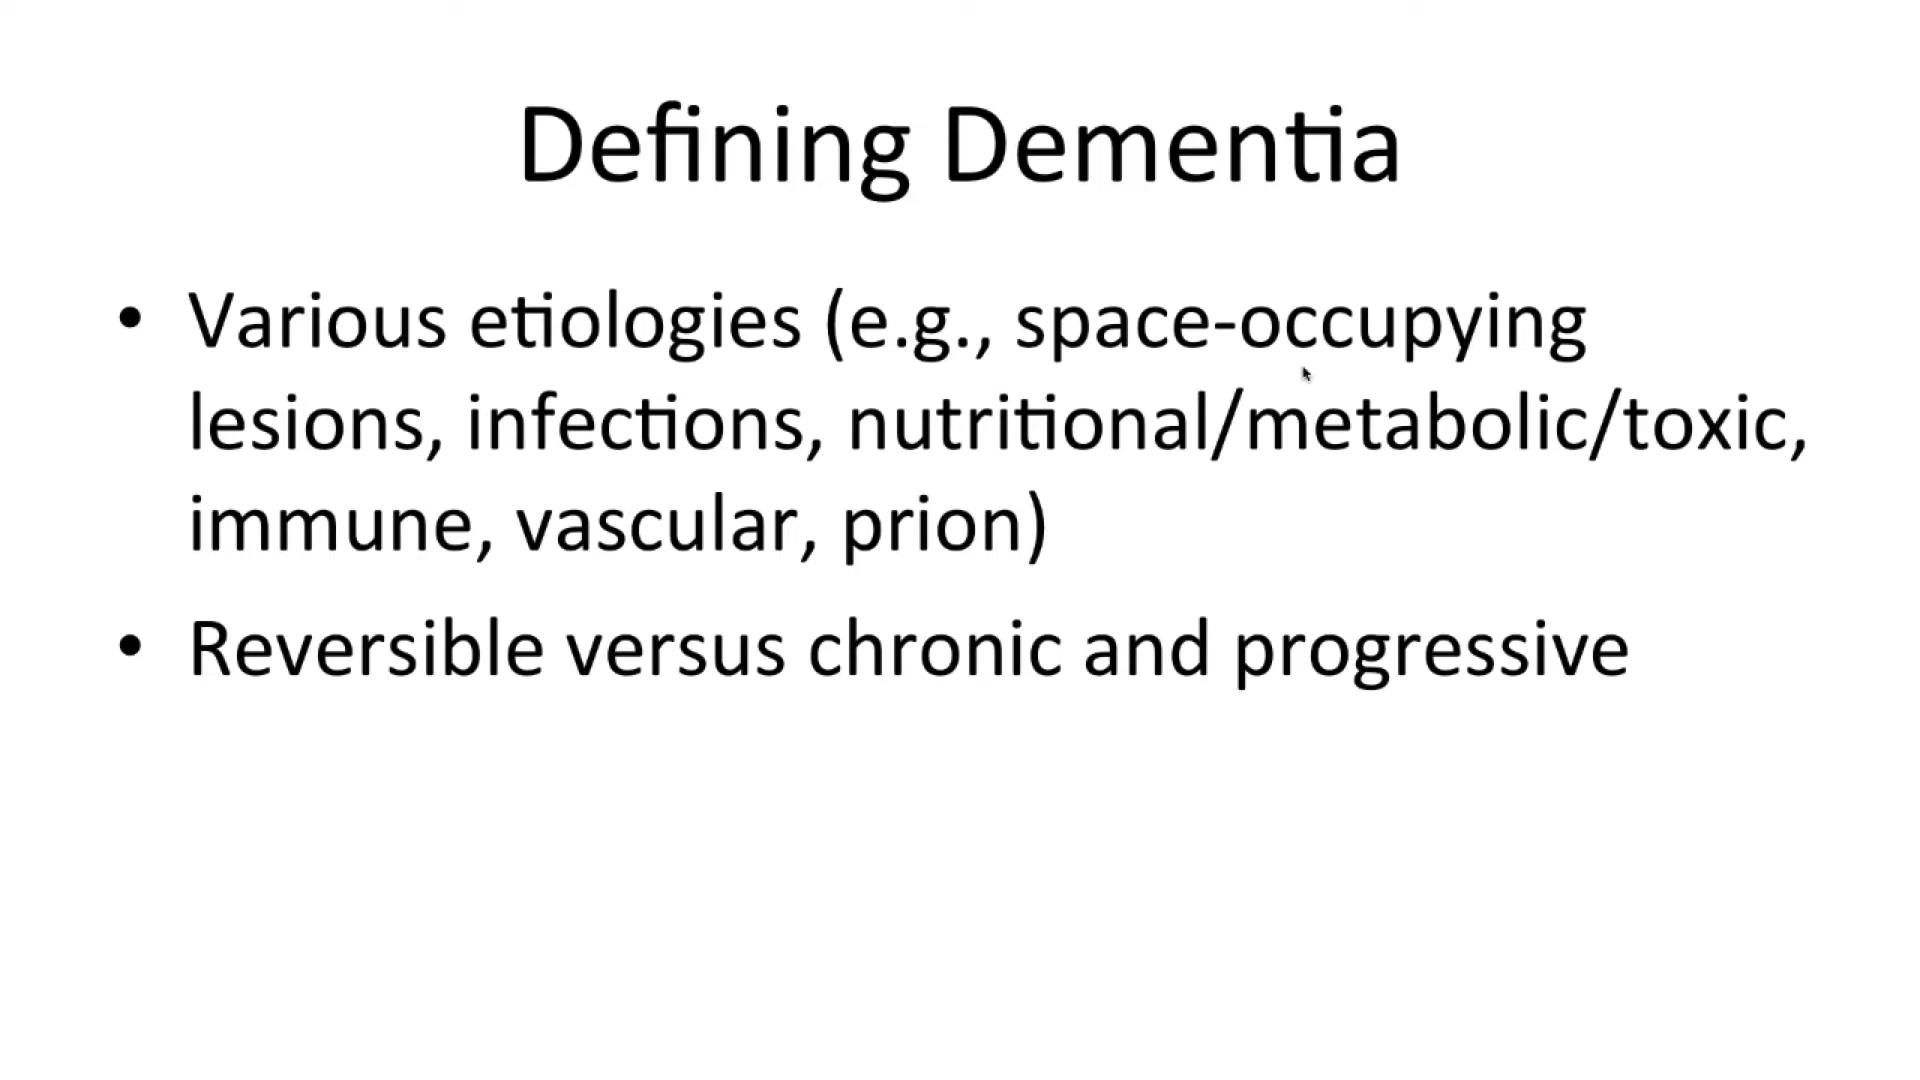 Defining Dementia
• Various etiologies (e.g., space-occupying
lesions, infections, nutritional/metabolic/toxic,
immune, vascular, prion)
• Reversible versus chronic and progressive